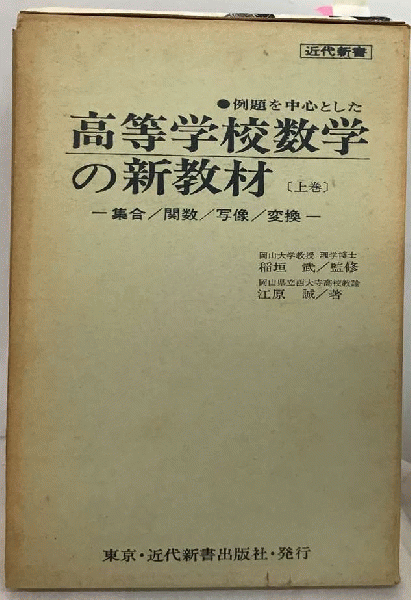 近代新書
●例題を中心とした
高等学校数学
の新教材〔上巻〕
―集合/関数/写像/変換―
岡山大学教授 理学博士
稲垣 武/監修
岡山県立西大寺高校教諭
江原 誠/著
東京・近代新書出版社・発行